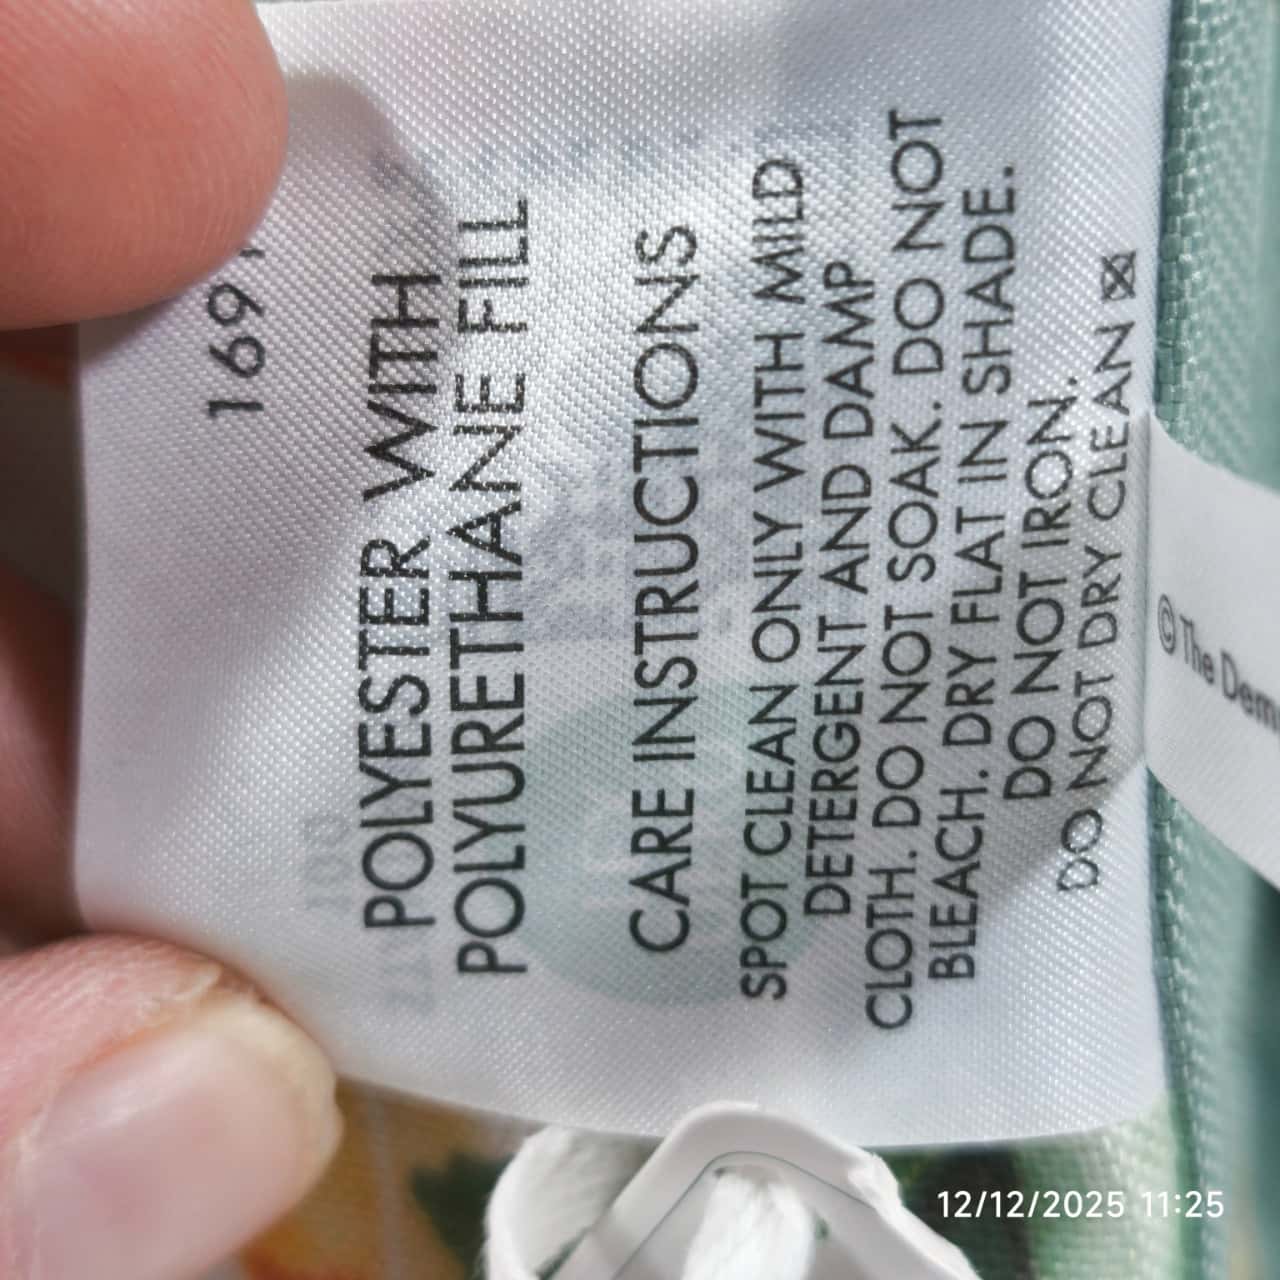 POLYESTER WITH
POLYURETHANE FILL
CARE INSTRUCTIONS
SPOT CLEAN ONLY WITH MILD
DETERGENT AND DAMP
CLOTH. DO NOT SOAK. DO NOT
BLEACH. DRY FLAT IN SHADE.
DO NOT IRON.
DO NOT DRY CLEAN
© The
12/12/2025 11:25